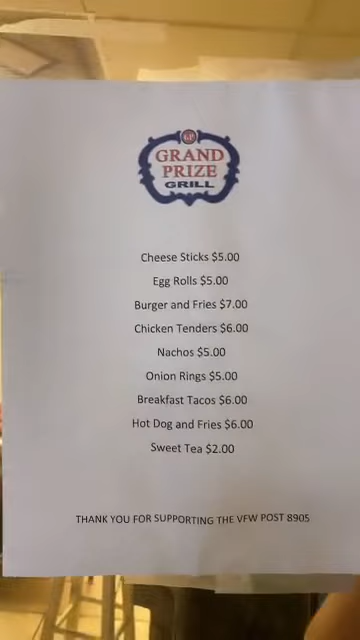 GRAND
PRIZE
GRILL
Cheese Sticks $5.00
Egg Rolls $5.00
Burger and Fries $7.00
Chicken Tenders $6.00
Nachos $5.00
Onion Rings $5.00
Breakfast Tacos $6.00
Hot Dog and Fries $6.00
Sweet Tea $2.00
THANK YOU FOR SUPPORTING THE VFW POST 8905